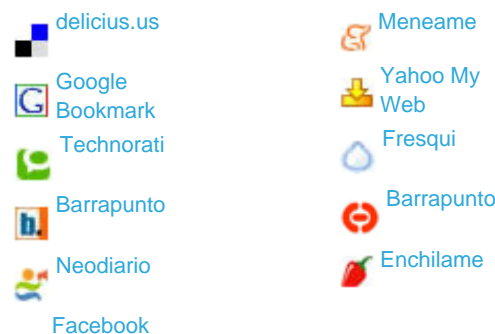 delicius.us
Meneame
Google
Bookmark
Yahoo My
Web
Technorati
Fresqui
b.
Barrapunto
Barrapunto
Neodiario
Enchilame
Facebook